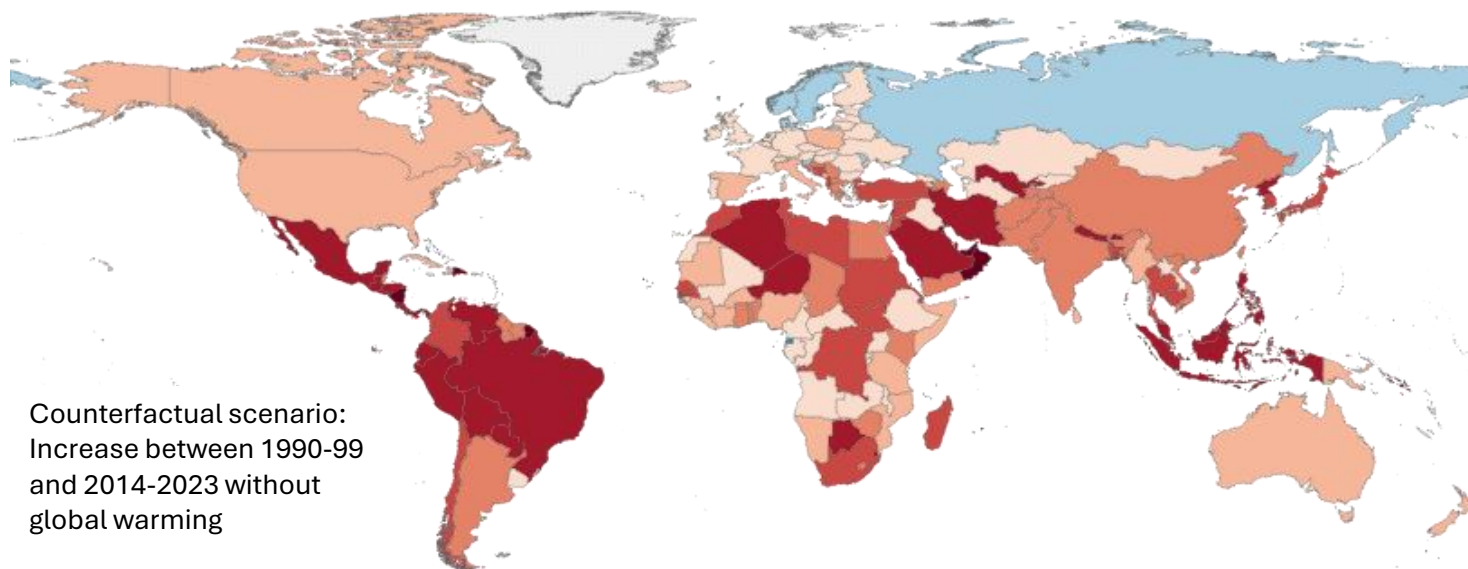 Counterfactual scenario:
Increase between 1990-99
and 2014-2023 without
global warming